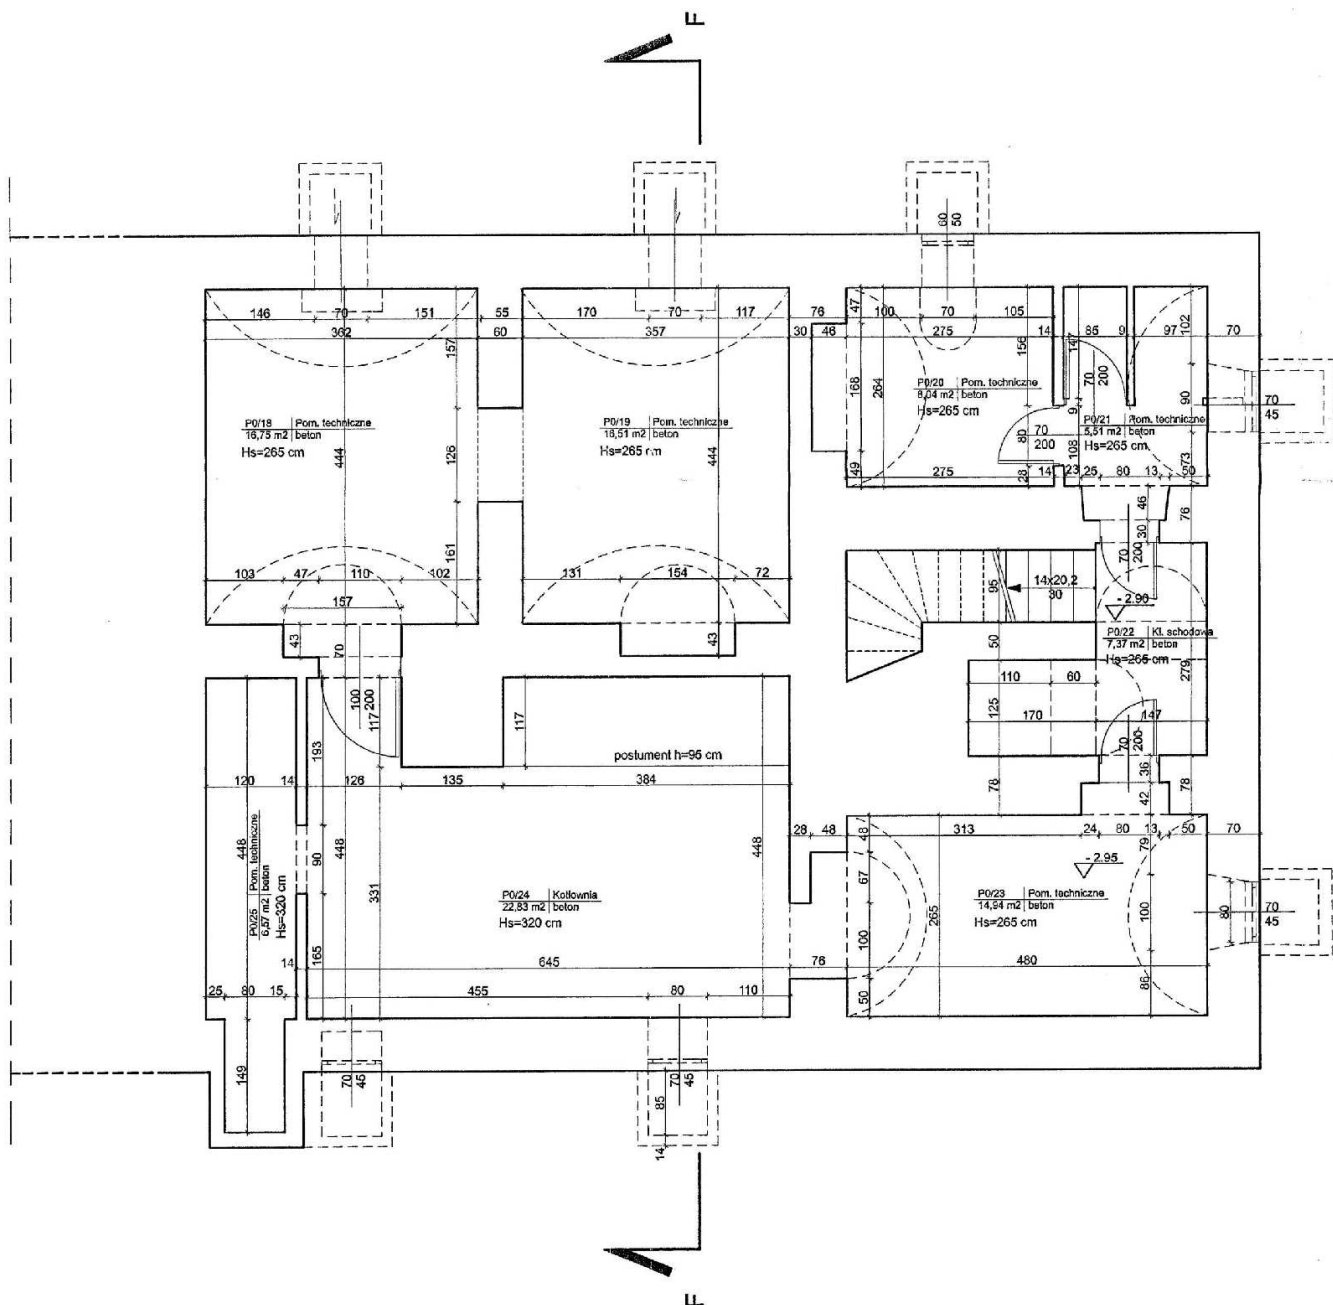 F
60
50
146 70 151 55 170 70 117 76 47 100 70 105 102
362 60 357 30 46 275 14 147 85 9 97 70
157 156
70
200
P0/18 Pom. techniczne
16,75 m2 beton
Hs=265 cm
P0/19 Pom. techniczne
16,51 m2 beton
Hs=265 cm
P0/20 Pom. techniczne
8,04 m2 beton
Hs=265 cm
P0/21 Pom. techniczne
5,51 m2 beton
Hs=265 cm
168 264 9 90
70
45
444 126 444 80 108
70
200
149 275 14 23 25 80 13 50 73
28 46 76
161 30
70
200
103 47 110 102 131 154 72
157
95 14x20,2
30
- 2.90
43 70 43 50
P0/22 Kl. schodowa
7,37 m2 beton
Hs=265 cm
279
100
200
117 117 110 60
125 170 147
70
200
193 postument h=95 cm
120 14 126 135 384 78 36 42 78
448 448 448 28 48 48 313 24 80 13 50 70
79
- 2.95
P0/25 Pom. techniczne
6,57 m2 beton
Hs=320 cm
90 331 67
P0/24 Kotłownia
22,83 m2 beton
Hs=320 cm
P0/23 Pom. techniczne
14,94 m2 beton
Hs=265 cm
265 100 100 80
70
45
14 165 645 76 480
25 80 15 455 80 110 50 86
149
70
45
70
45
85
14
F